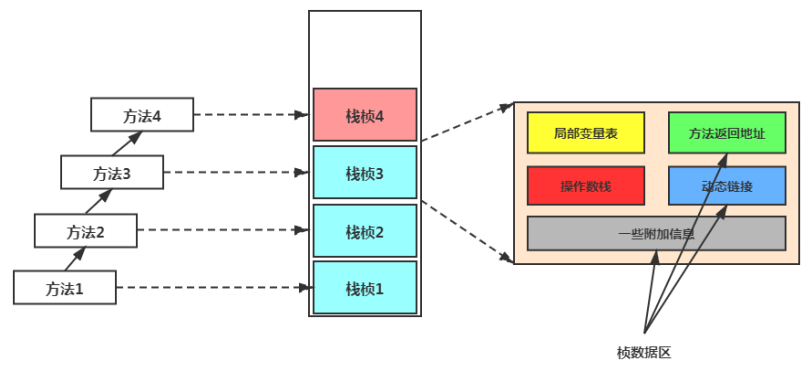 方法4
方法3
方法2
方法1
栈桢4
栈桢3
栈桢2
栈桢1
局部变量表
方法返回地址
操作数栈
动态链接
一些附加信息
桢数据区